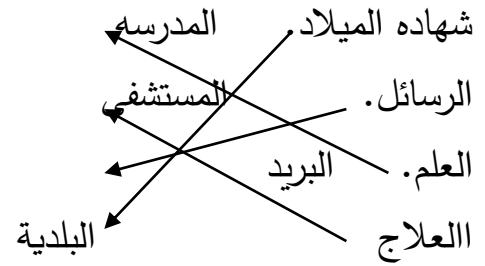 شهاده الميلاد. المدرسه
الرسائل. المستشفى
العلم. البريد
االعلاج البلدية